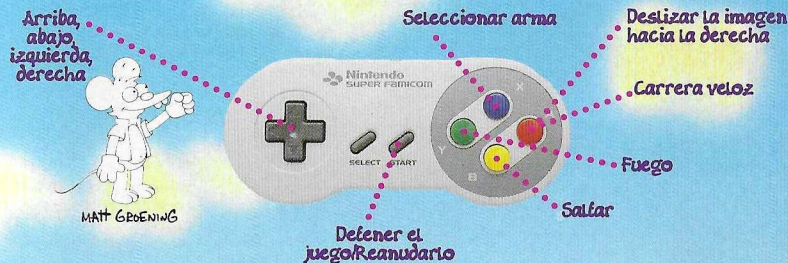 Arriba,
abajo,
izquierda,
derecha
Seleccionar arma
Deslizar la imagen
hacia la derecha
Nintendo
SUPER FAMICOM
X
Carrera veloz
Y
SELECT START
B
Fuego
Saltar
MATT GROENING
Detener el
juego/Reanudarlo